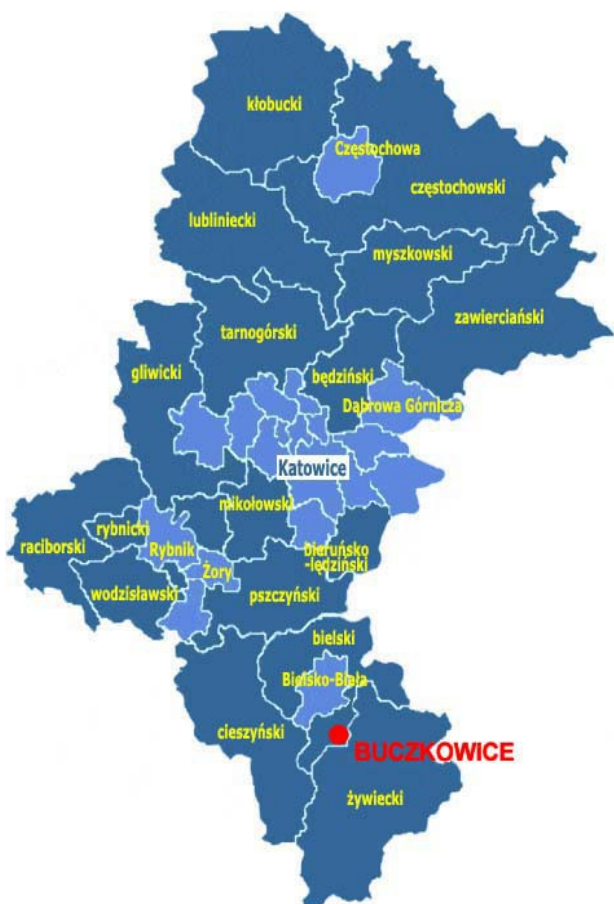 kłobucki
Częstochowa
częstochowski
lubliniecki
myszkowski
zawierciański
tarnogórski
gliwicki
będziński
Dąbrowa Górnicza
Katowice
mikołowski
rybnicki
raciborski
Rybnik
bieruńsko
-lędziński
Żory
wodzisławski
pszczyński
bielski
Bielsko-Biała
cieszyński
BUCZKOWICE
żywiecki